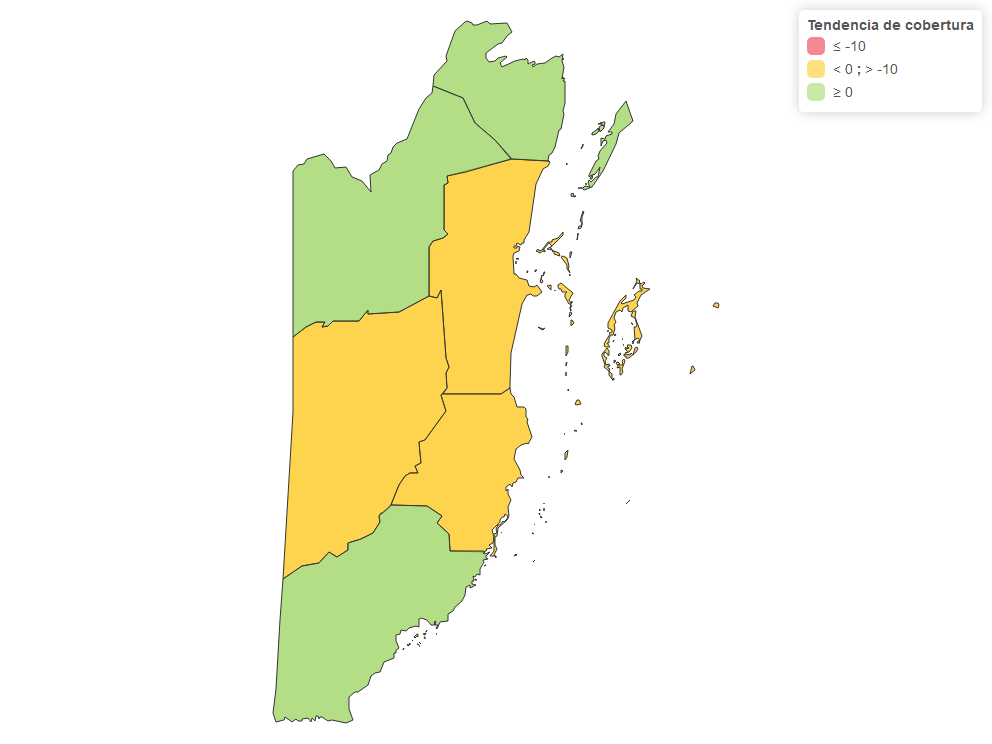 Tendencia de cobertura
≤ -10
< 0 ; > -10
≥ 0